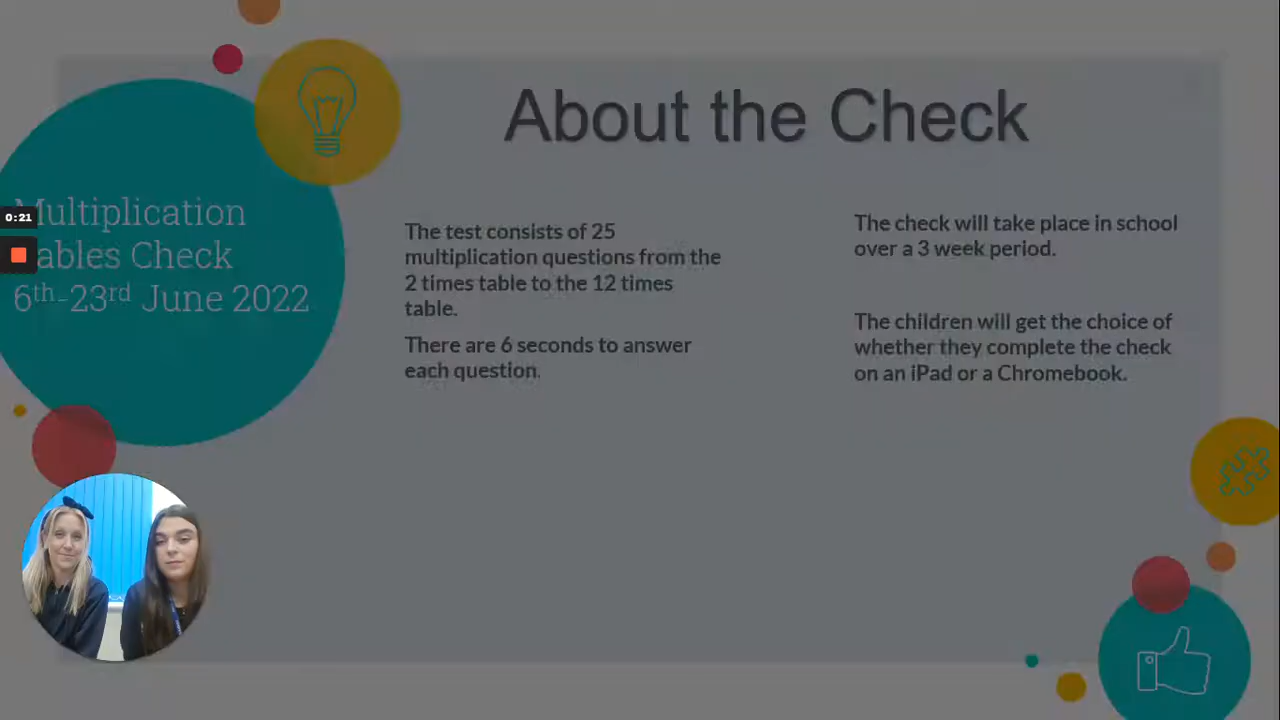 About the Check
0:21
Multiplication
ables Check
6th-23rd June 2022
The test consists of 25
multiplication questions from the
2 times table to the 12 times
table.
There are 6 seconds to answer
each question.
The check will take place in school
over a 3 week period.
The children will get the choice of
whether they complete the check
on an iPad or a Chromebook.